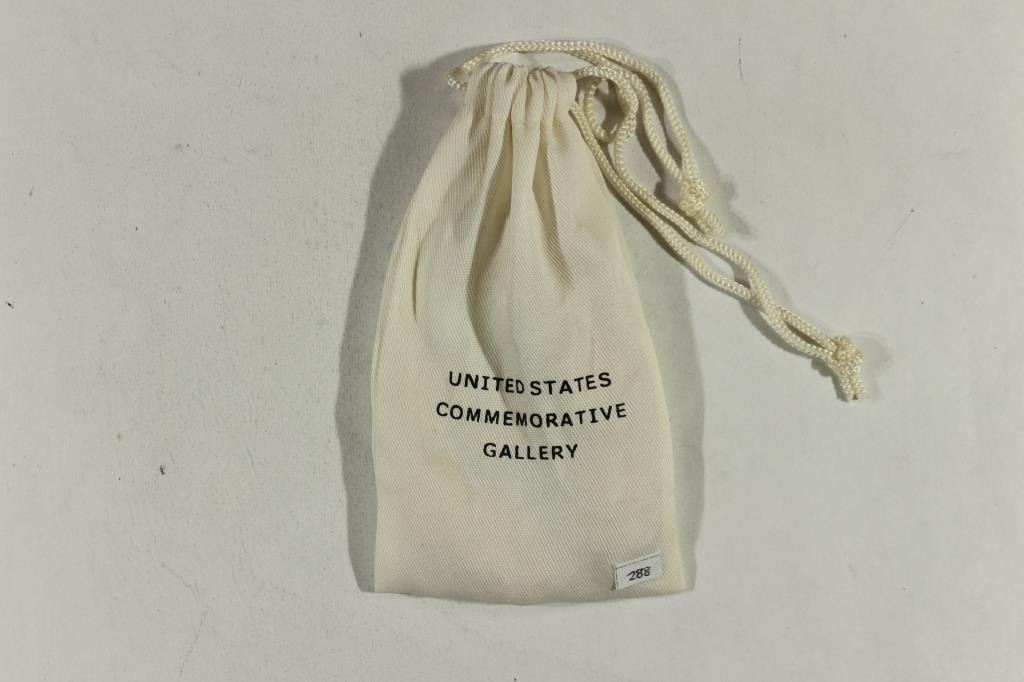 UNITED STATES
COMMEMORATIVE
GALLERY
288